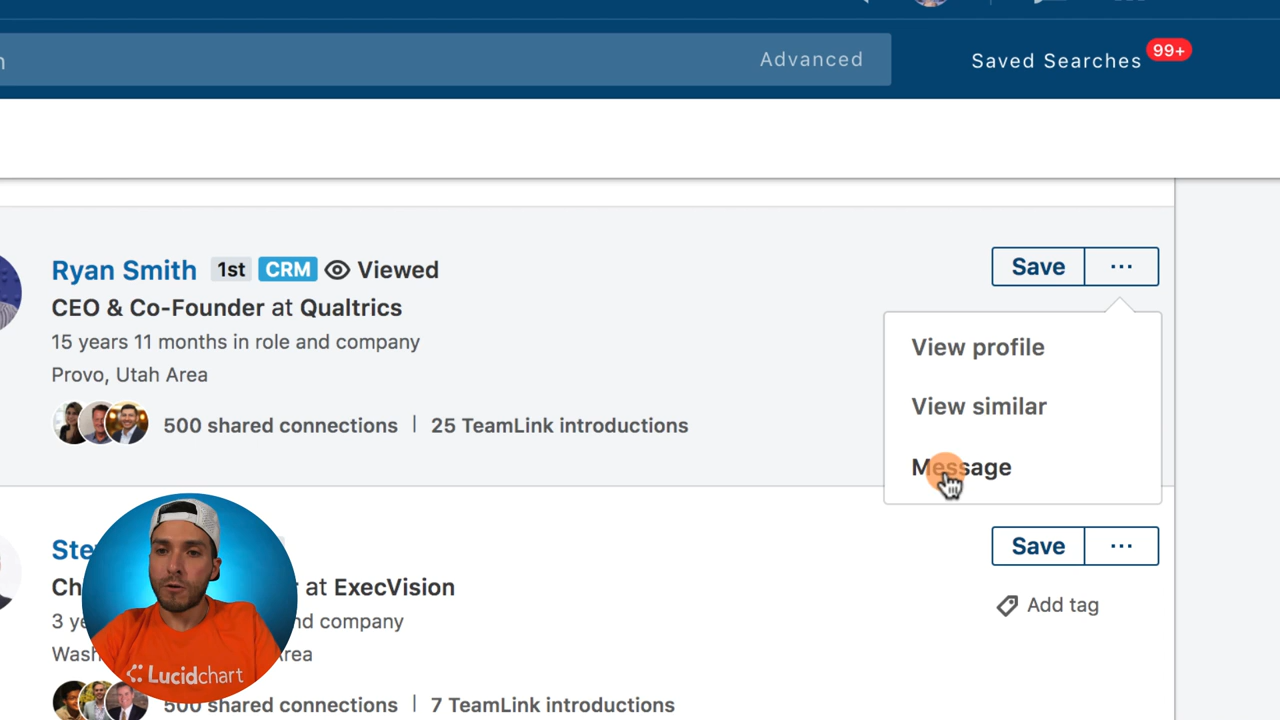 Advanced
Saved Searches 99+
Ryan Smith 1st CRM Viewed
Save ...
CEO & Co-Founder at Qualtrics
15 years 11 months in role and company
Provo, Utah Area
500 shared connections | 25 TeamLink introductions
View profile
View similar
Message
Save ...
at ExecVision
3
company
Add tag
500 shared connections | 7 TeamLink introductions
Lucidchart